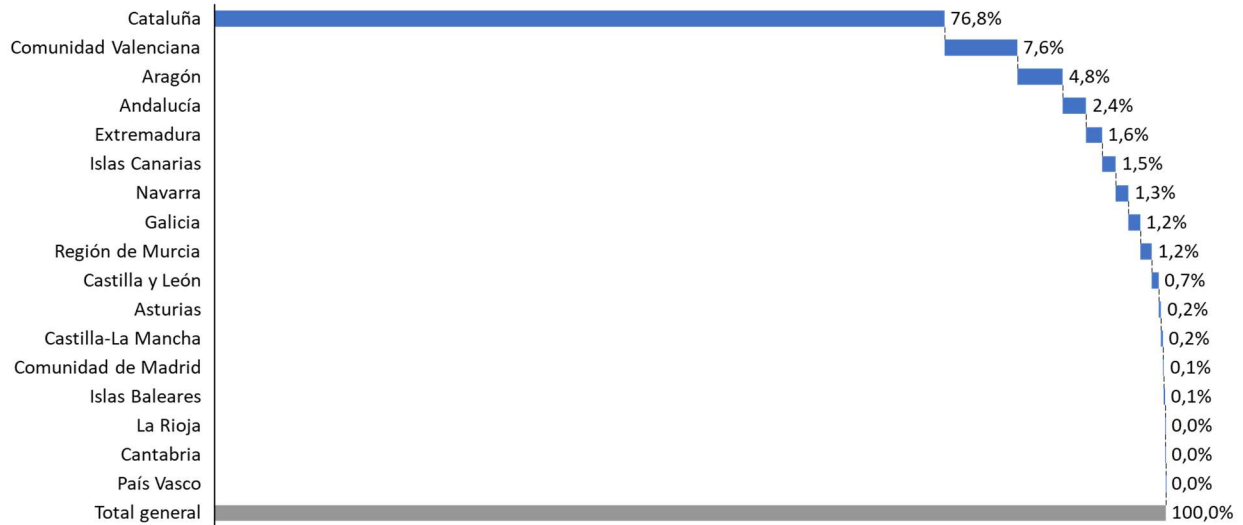 Cataluña 76,8%
Comunidad Valenciana 7,6%
Aragón 4,8%
Andalucía 2,4%
Extremadura 1,6%
Islas Canarias 1,5%
Navarra 1,3%
Galicia 1,2%
Región de Murcia 1,2%
Castilla y León 0,7%
Asturias 0,2%
Castilla-La Mancha 0,2%
Comunidad de Madrid 0,1%
Islas Baleares 0,1%
La Rioja 0,0%
Cantabria 0,0%
País Vasco 0,0%
Total general 100,0%